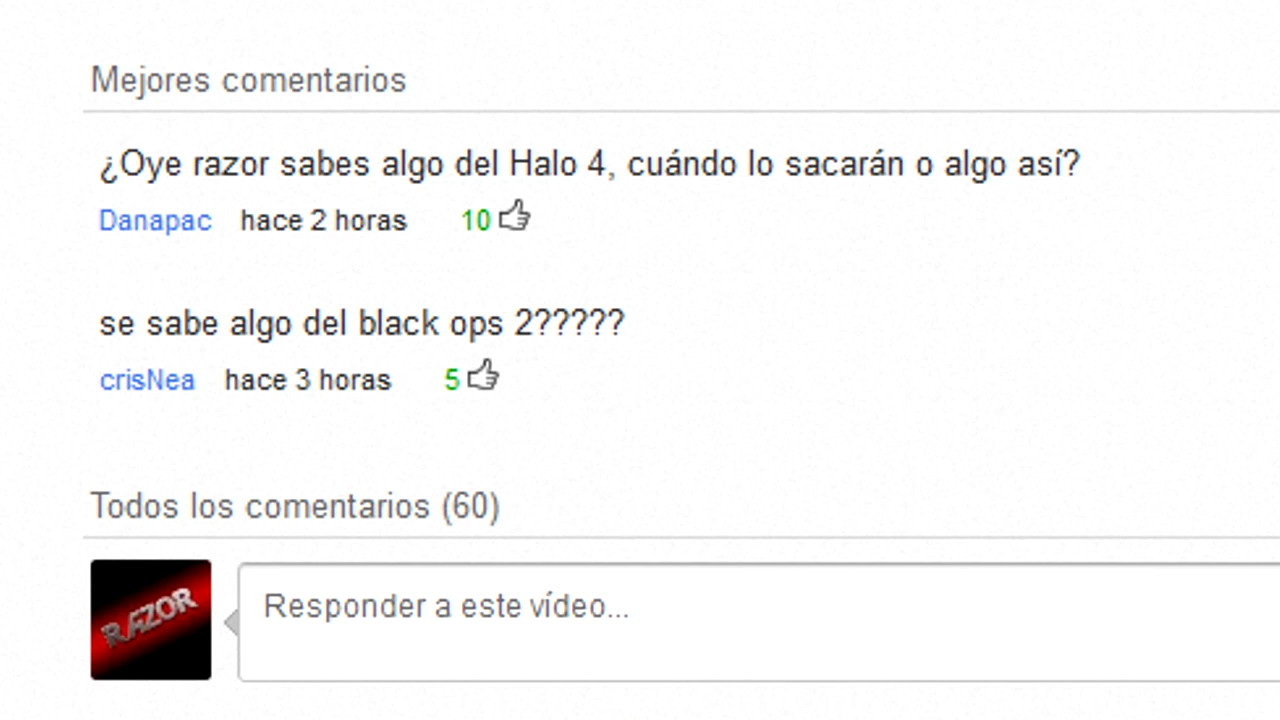 Mejores comentarios
¿Oye razor sabes algo del Halo 4, cuándo lo sacarán o algo así?
Danapac hace 2 horas 10
se sabe algo del black ops 2?????
crisNea hace 3 horas 5
Todos los comentarios (60)
RAZOR
Responder a este vídeo...